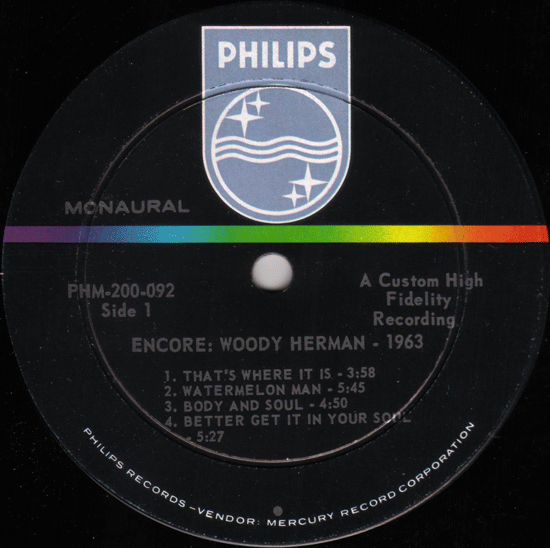 PHILIPS
MONAURAL
PHM-200-092
Side 1
A Custom High
Fidelity
Recording
ENCORE: WOODY HERMAN - 1963
1. THAT'S WHERE IT IS - 3:58
2. WATERMELON MAN - 5:45
3. BODY AND SOUL - 4:50
4. BETTER GET IT IN YOUR SOUL
- 5:27
PHILIPS RECORDS-VENDOR: MERCURY RECORD CORPORATION